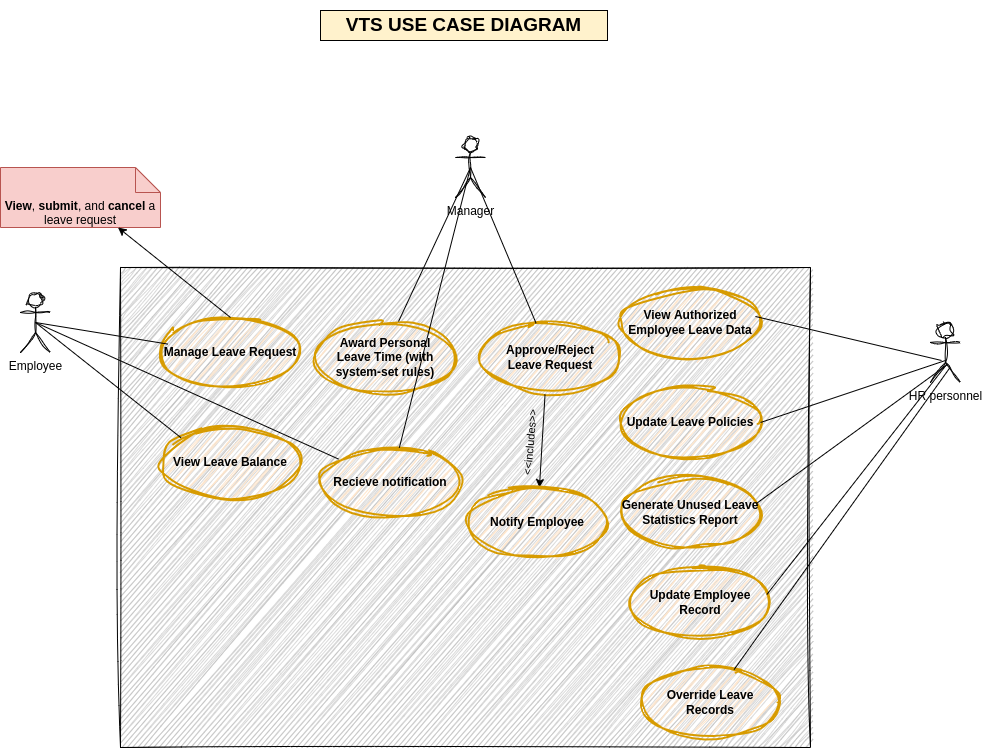 VTS USE CASE DIAGRAM
View, submit, and cancel a
leave request
Manager
Employee
HR personnel
Manage Leave Request
Award Personal
Leave Time (with
system-set rules)
Approve/Reject
Leave Request
View Authorized
Employee Leave Data
Update Leave Policies
View Leave Balance
Recieve notification
<<includes>>
Notify Employee
Generate Unused Leave
Statistics Report
Update Employee
Record
Override Leave
Records